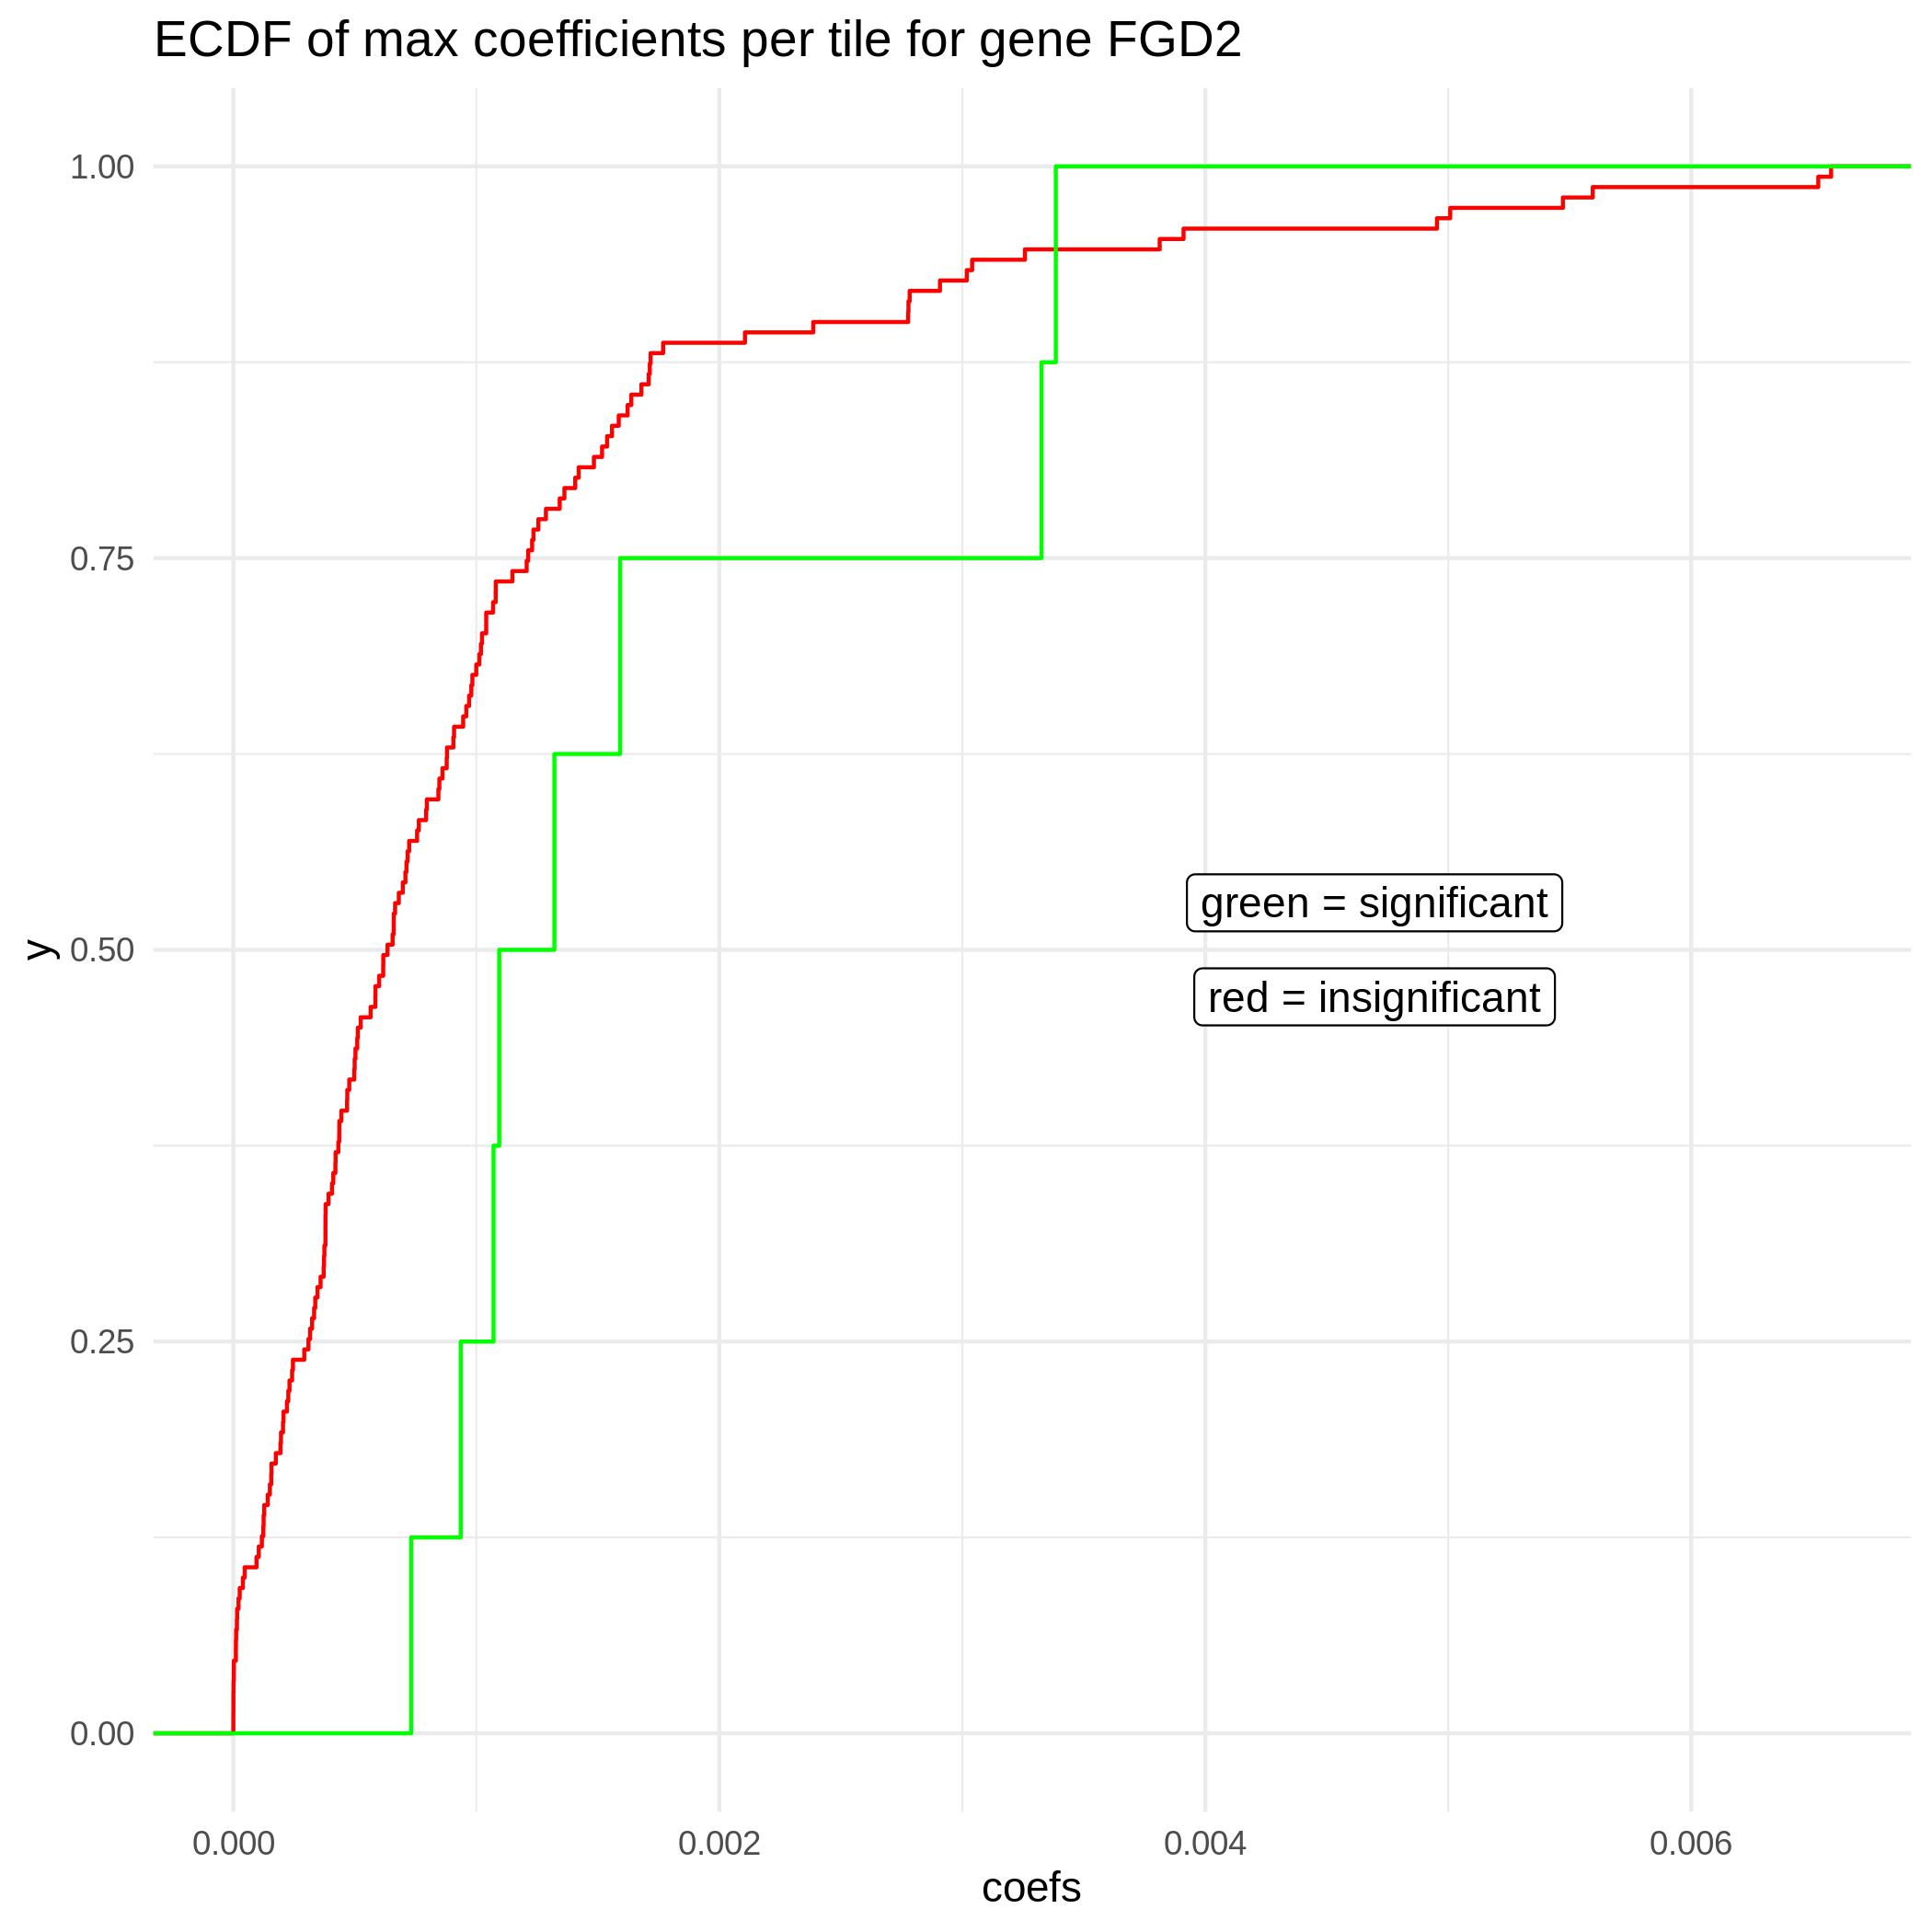 ECDF of max coefficients per tile for gene FGD2
1.00
0.75
0.50
0.25
0.00
y
green = significant
red = insignificant
0.000 0.002 0.004 0.006
coefs